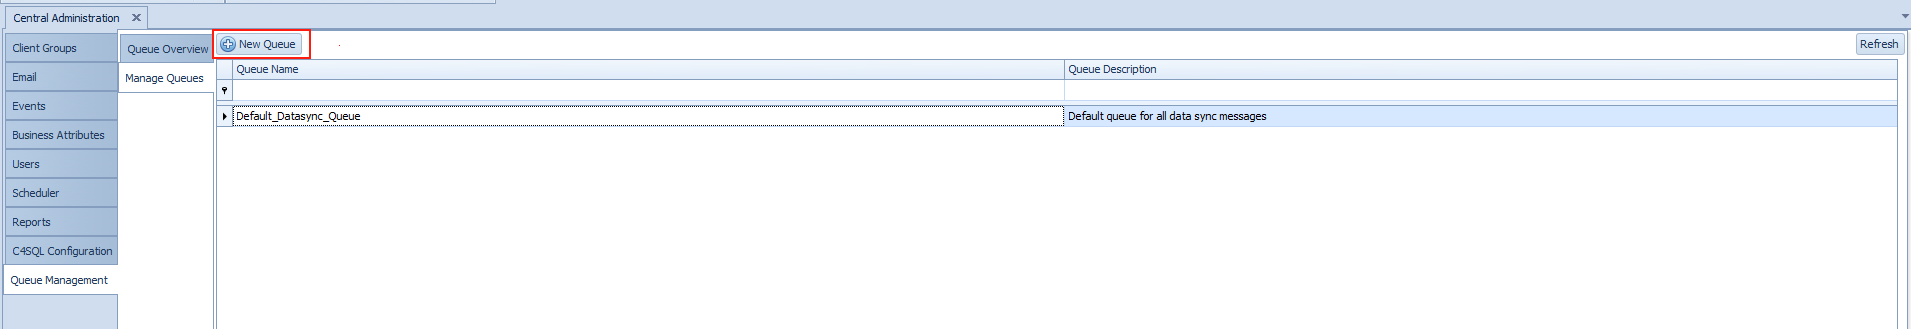 Central Administration
Client Groups
Email
Events
Business Attributes
Users
Scheduler
Reports
C4SQL Configuration
Queue Management
Queue Overview
Manage Queues
New Queue
Refresh
Queue Name Queue Description
Default_Datasync_Queue Default queue for all data sync messages